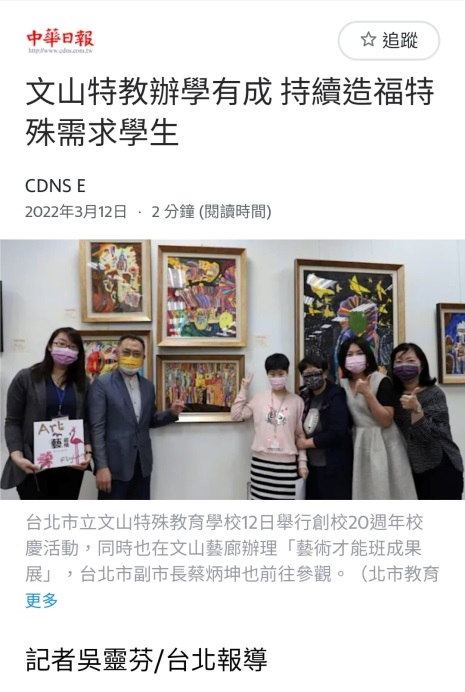 中華日報
http://www.cdns.com.tw
☆ 追蹤
文山特教辦學有成 持續造福特
殊需求學生
CDNS E
2022年3月12日 · 2 分鐘 (閱讀時間)
Art
藝
台北市立文山特殊教育學校12日舉行創校20週年校
慶活動，同時也在文山藝廊辦理「藝術才能班成果
展」，台北市副市長蔡炳坤也前往參觀。（北市教育
更多
記者吳靈芬/台北報導